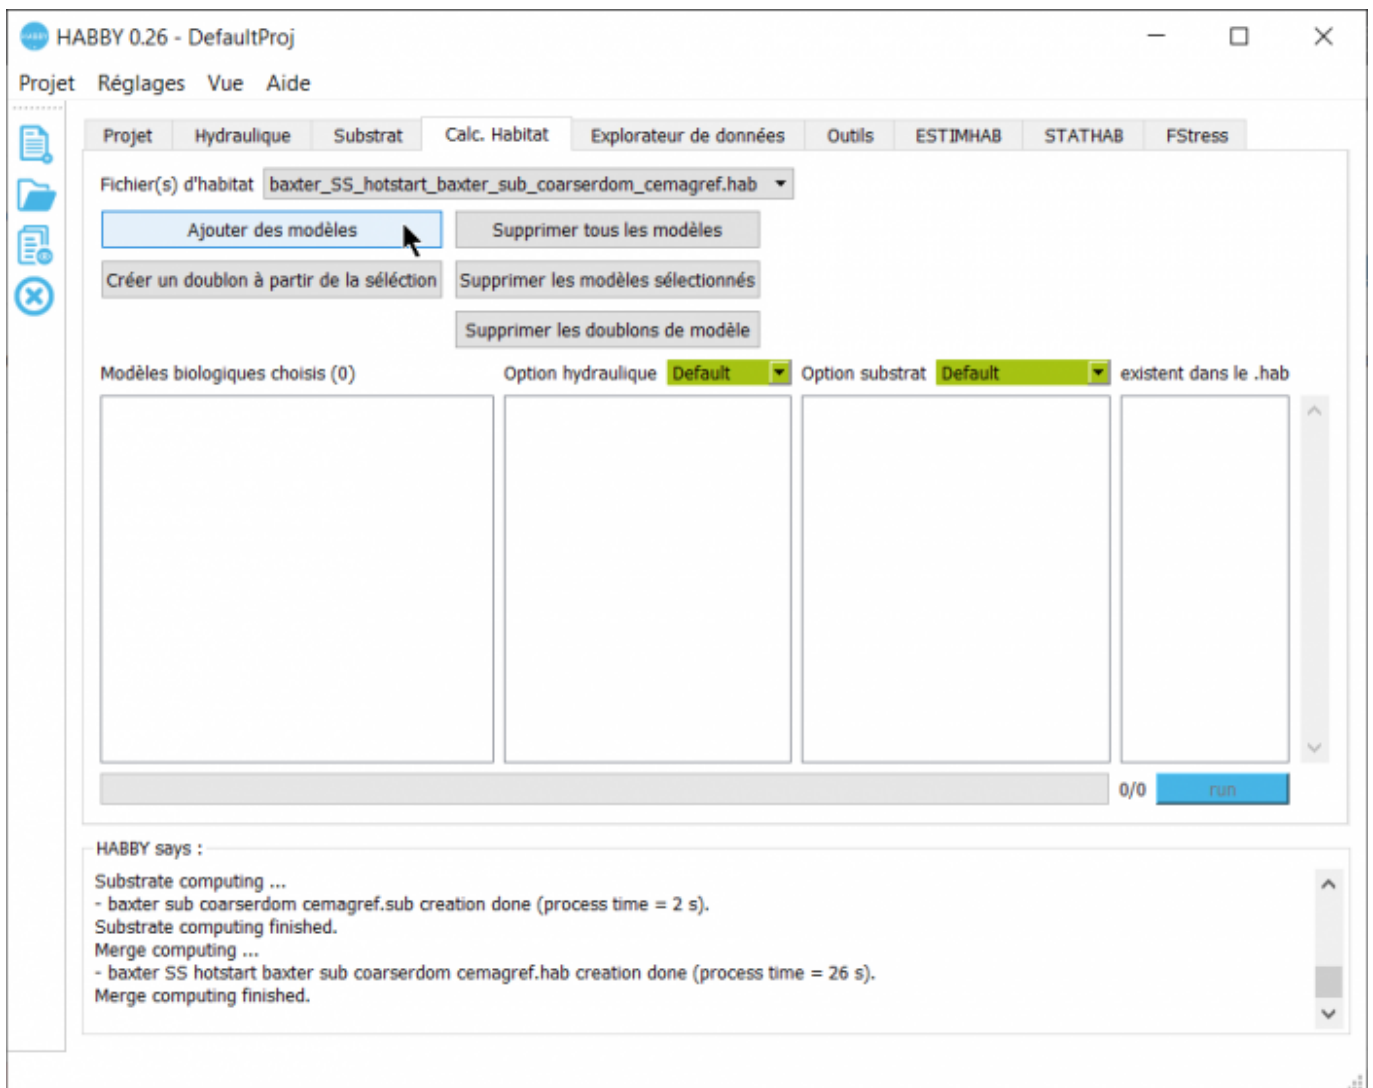 HABBY 0.26 - DefaultProj
Projet Réglages Vue Aide
Projet Hydraulique Substrat Calc. Habitat Explorateur de données Outils ESTIMHAB STATHAB FStress
Fichier(s) d'habitat baxter_SS_hotstart_baxter_sub_coarserdom_cemagref.hab
Ajouter des modèles Supprimer tous les modèles
Créer un doublon à partir de la séléction Supprimer les modèles sélectionnés
Supprimer les doublons de modèle
Modèles biologiques choisis (0) Option hydraulique Default Option substrat Default existent dans le .hab
0/0 run
HABBY says :
Substrate computing ...
- baxter sub coarserdom cemagref.sub creation done (process time = 2 s).
Substrate computing finished.
Merge computing ...
- baxter SS hotstart baxter sub coarserdom cemagref.hab creation done (process time = 26 s).
Merge computing finished.